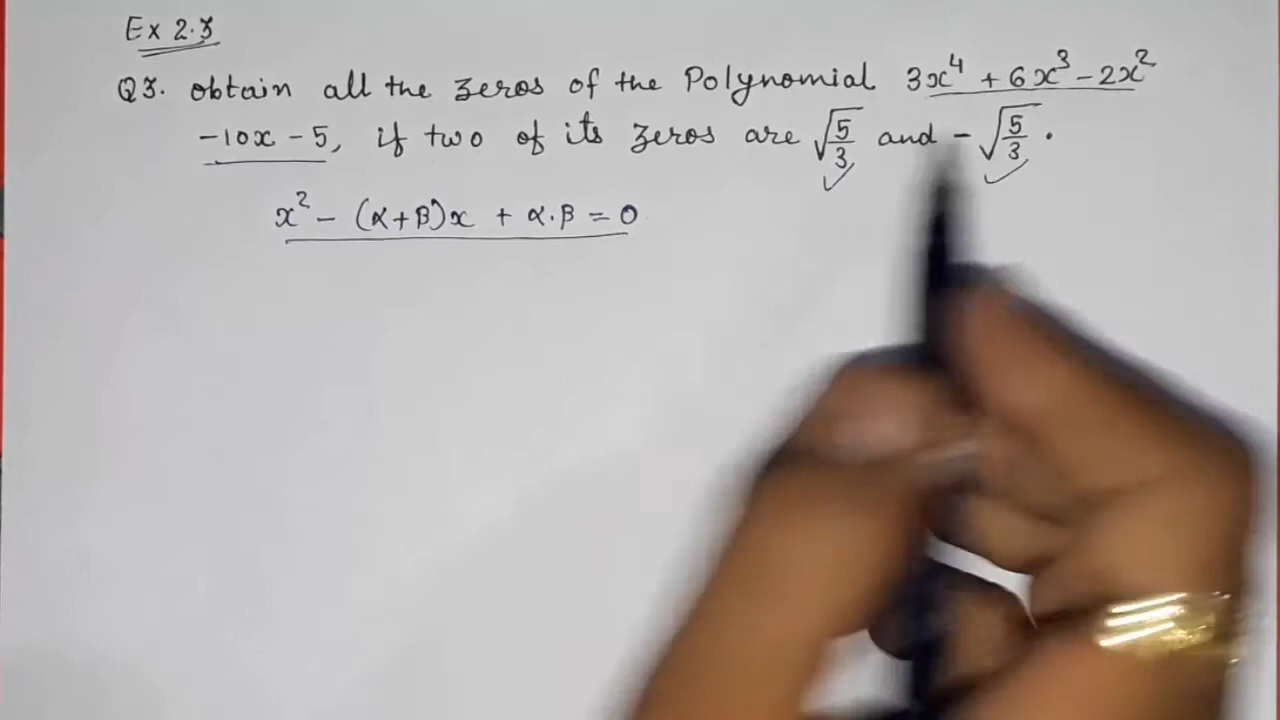 Ex 2.3
Q3. obtain all the zeros of the Polynomial 3x⁴ + 6x³ - 2x²
-10x - 5, if two of its zeros are √(5/3) and - √(5/3).
x² - (α+β)x + α.β = 0